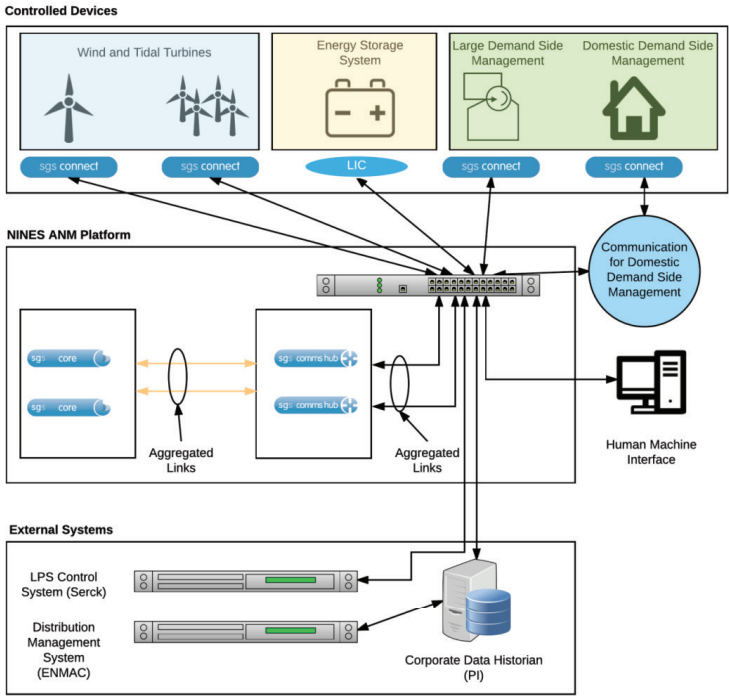 Controlled Devices
Wind and Tidal Turbines
Energy Storage
System
Large Demand Side
Management
Domestic Demand Side
Management
sgs connect
sgs connect
LIC
sgs connect
sgs connect
NINES ANM Platform
Communication
for Domestic
Demand Side
Management
sgs core
sgs comms hub
sgs core
sgs comms hub
Aggregated
Links
Aggregated
Links
Human Machine
Interface
External Systems
LPS Control
System (Serck)
Distribution
Management
System
(ENMAC)
Corporate Data Historian
(PI)